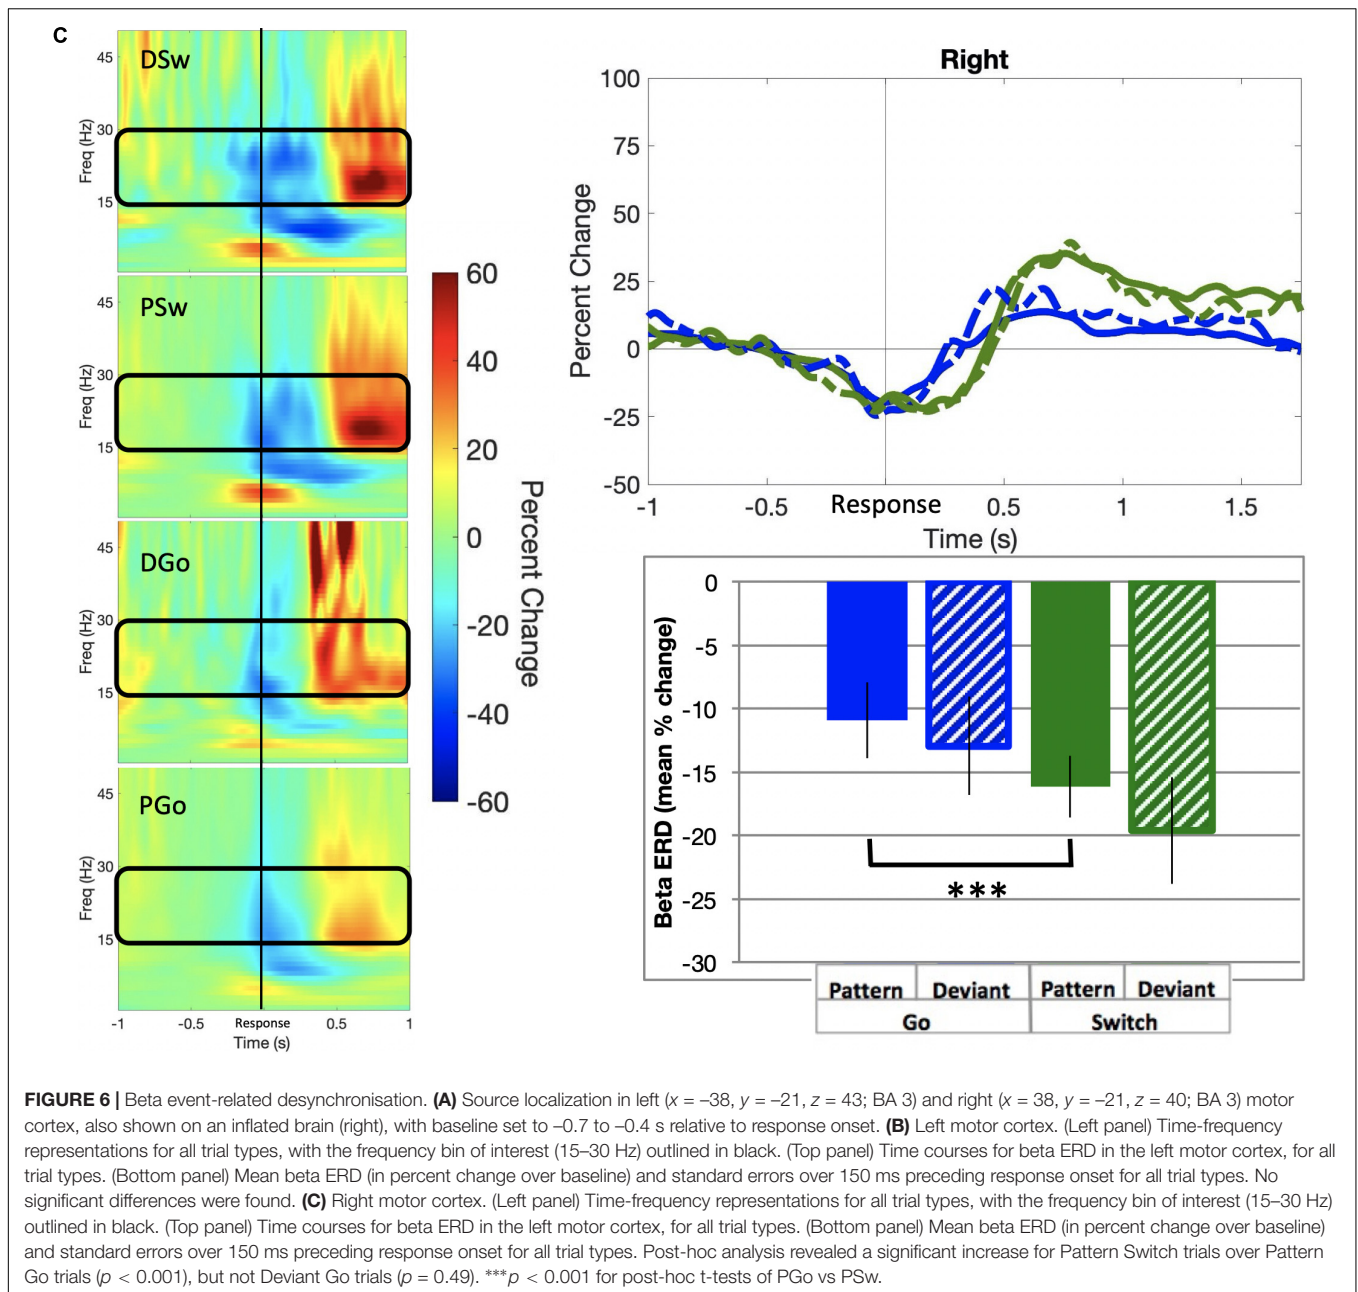 C
DSw
45
30
15
Freq (Hz)
PSw
45
30
15
Freq (Hz)
DGo
45
30
15
Freq (Hz)
PGo
45
30
15
Freq (Hz)
-1 -0.5 Response 0.5 1
Time (s)
60
40
20
0
-20
-40
-60
Percent Change
Right
100
75
50
25
0
-25
-50
Percent Change
-1 -0.5 Response 0.5 1 1.5
Time (s)
0
-5
-10
-15
-20
-25
-30
Beta ERD (mean % change)
***
Pattern Deviant Pattern Deviant
Go Switch
FIGURE 6 | Beta event-related desynchronisation. (A) Source localization in left (x = –38, y = –21, z = 43; BA 3) and right (x = 38, y = –21, z = 40; BA 3) motor
cortex, also shown on an inflated brain (right), with baseline set to –0.7 to –0.4 s relative to response onset. (B) Left motor cortex. (Left panel) Time-frequency
representations for all trial types, with the frequency bin of interest (15–30 Hz) outlined in black. (Top panel) Time courses for beta ERD in the left motor cortex, for all
trial types. (Bottom panel) Mean beta ERD (in percent change over baseline) and standard errors over 150 ms preceding response onset for all trial types. No
significant differences were found. (C) Right motor cortex. (Left panel) Time-frequency representations for all trial types, with the frequency bin of interest (15–30 Hz)
outlined in black. (Top panel) Time courses for beta ERD in the left motor cortex, for all trial types. (Bottom panel) Mean beta ERD (in percent change over baseline)
and standard errors over 150 ms preceding response onset for all trial types. Post-hoc analysis revealed a significant increase for Pattern Switch trials over Pattern
Go trials (p < 0.001), but not Deviant Go trials (p = 0.49). ***p < 0.001 for post-hoc t-tests of PGo vs PSw.